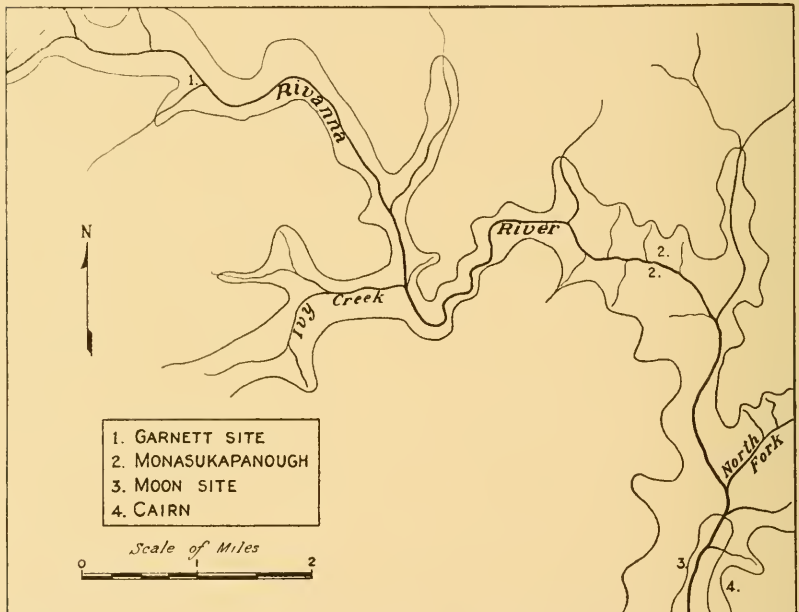 1.
Rivanna
N
River
2.
2.
Ivy Creek
1. GARNETT SITE
2. MONASUKAPANOUGH
3. MOON SITE
4. CAIRN
North Fork
Scale of Miles
0 1 2
3.
4.